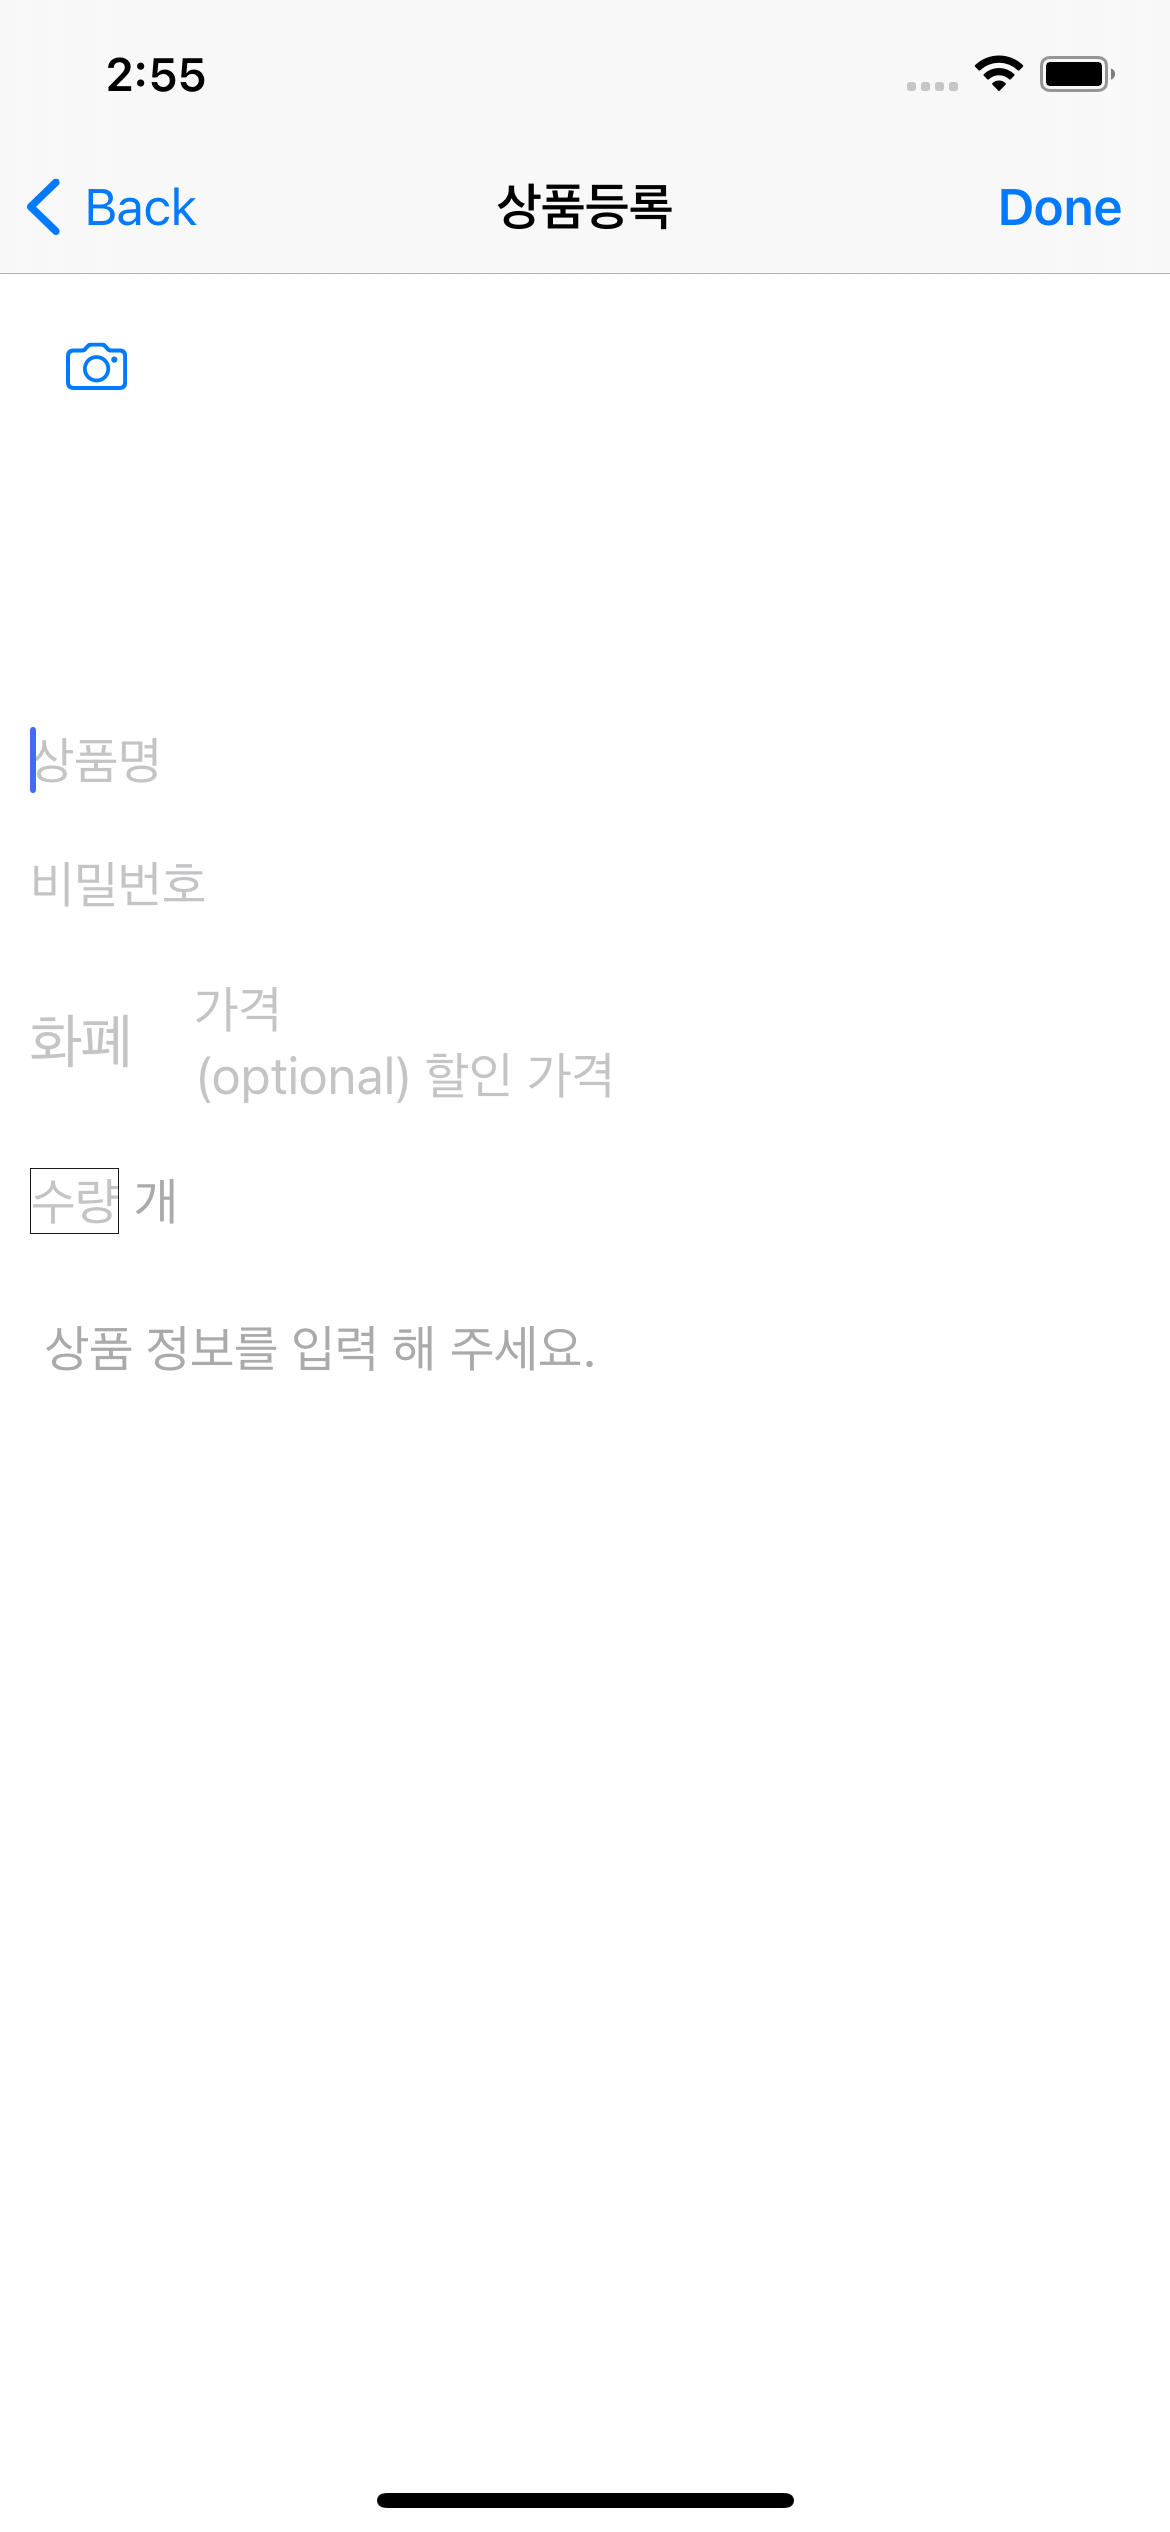 2:55
Back 상품등록 Done
상품명
비밀번호
화폐
가격
(optional) 할인 가격
수량 개
상품 정보를 입력 해 주세요.